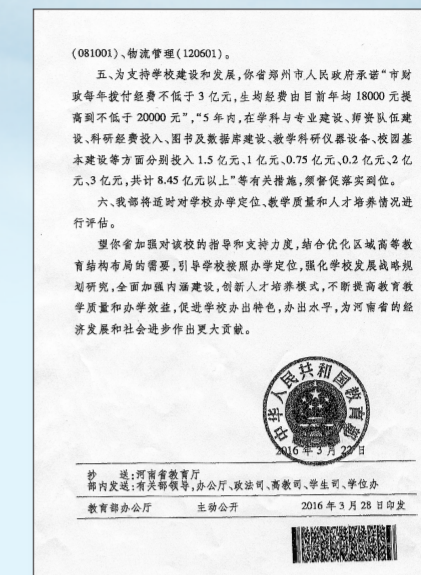 (081001)、物流管理(120601)。
五、为支持学校建设和发展,你省郑州市人民政府承诺“市财
政每年拨付经费不低于3亿元,生均经费由目前年均18000元提
高到不低于20000元”,“5年内,在学科与专业建设、师资队伍建
设、科研经费投入、图书及数据库建设、教学科研仪器设备、校园基
本建设等方面分别投入1.5亿元、1亿元、0.75亿元、0.2亿元、2亿
元、3亿元,共计8.45亿元以上”等有关措施,须督促落实到位。
六、我部将适时对学校办学定位、教学质量和人才培养情况进
行评估。
望你省加强对该校的指导和支持力度,结合优化区域高等教
育结构布局的需要,引导学校按照办学定位,强化学校发展战略规
划研究,全面加强内涵建设,创新人才培养模式,不断提高教育教
学质量和办学效益,促进学校办出特色,办出水平,为河南省的经
济发展和社会进步作出更大贡献。
中华人民共和国教育部
2016年3月22日
抄 送:河南省教育厅
部内发送:有关部领导,办公厅、政法司、高教司、学生司、学位办
教育部办公厅 主动公开 2016年3月28日印发